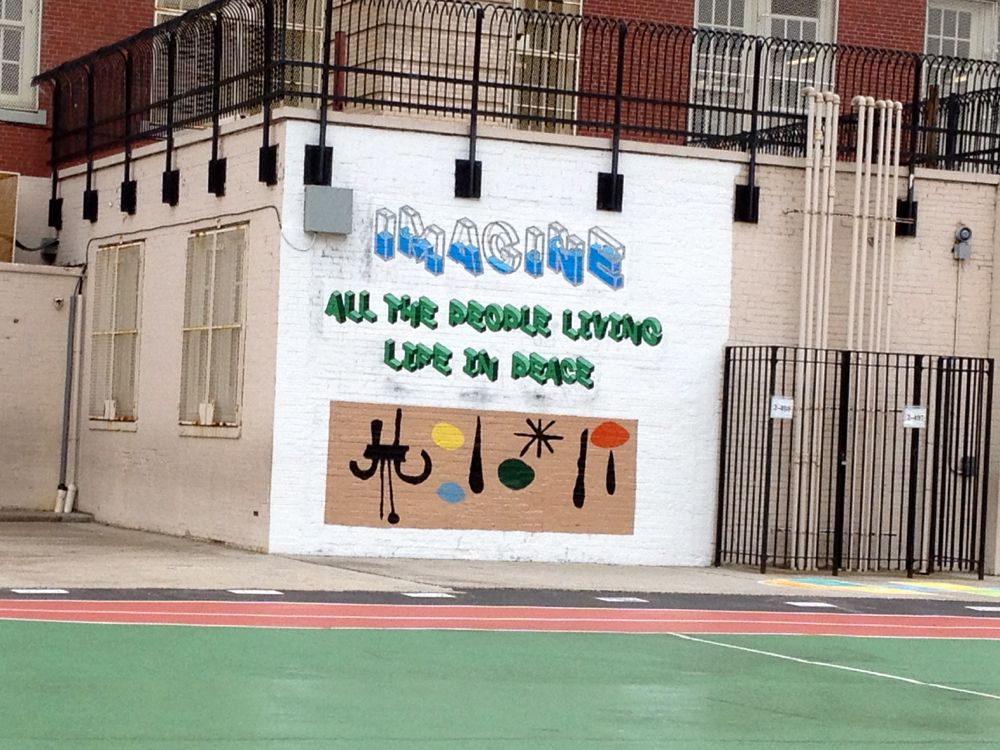 IMAGINE
ALL THE PEOPLE LIVING
LIFE IN PEACE